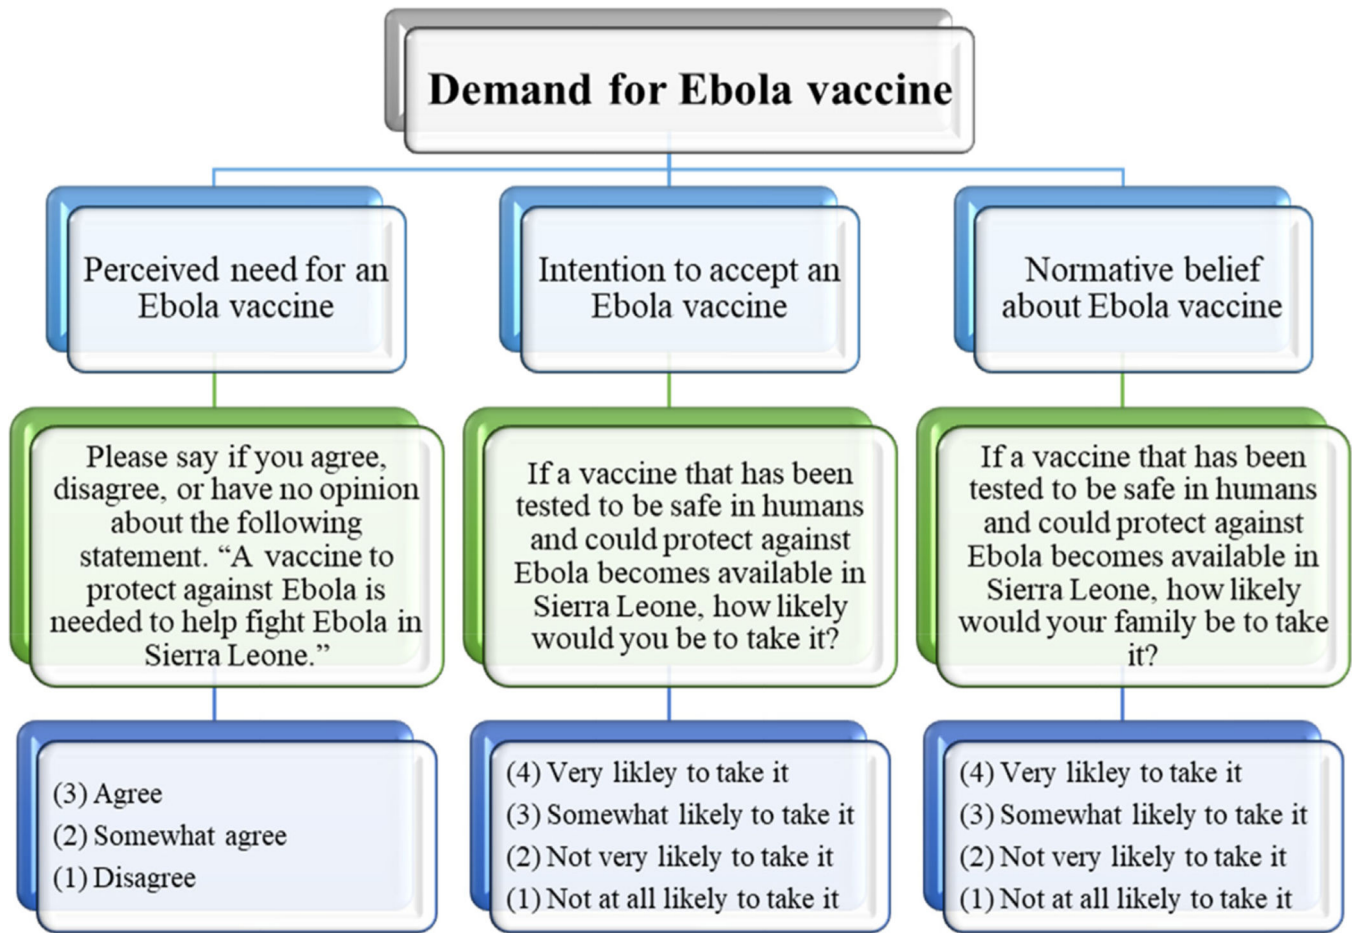 Demand for Ebola vaccine
Perceived need for an
Ebola vaccine
Intention to accept an
Ebola vaccine
Normative belief
about Ebola vaccine
Please say if you agree,
disagree, or have no opinion
about the following
statement. “A vaccine to
protect against Ebola is
needed to help fight Ebola in
Sierra Leone.”
If a vaccine that has been
tested to be safe in humans
and could protect against
Ebola becomes available in
Sierra Leone, how likely
would you be to take it?
If a vaccine that has been
tested to be safe in humans
and could protect against
Ebola becomes available in
Sierra Leone, how likely
would your family be to take
it?
(3) Agree
(2) Somewhat agree
(1) Disagree
(4) Very likley to take it
(3) Somewhat likely to take it
(2) Not very likely to take it
(1) Not at all likely to take it
(4) Very likley to take it
(3) Somewhat likely to take it
(2) Not very likely to take it
(1) Not at all likely to take it